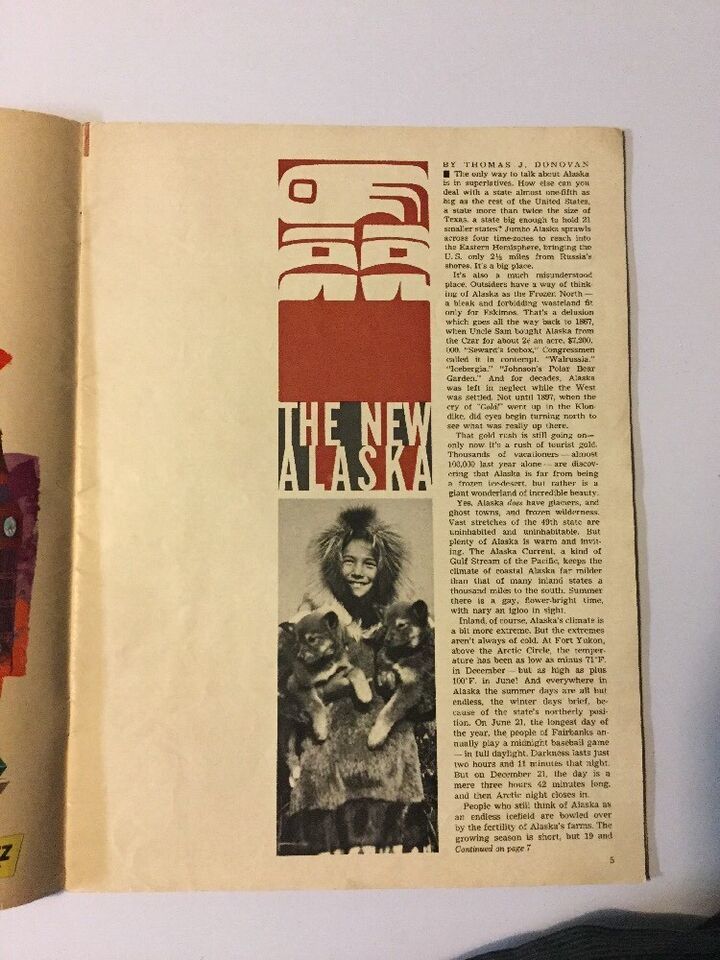 THE NEW
ALASKA
BY THOMAS J. DONOVAN
■ The only way to talk about Alaska
is in superlatives. How else can you
deal with a state almost one-fifth as
big as the rest of the United States,
a state more than twice the size of
Texas, a state big enough to hold 21
smaller states? Jumbo Alaska sprawls
across four time-zones to reach into
the Eastern Hemisphere, bringing the
U.S. only 2½ miles from Russia's
shores. It's a big place.
It's also a much misunderstood
place. Outsiders have a way of think-
ing of Alaska as the Frozen North —
a bleak and forbidding wasteland fit
only for Eskimos. That's a delusion
which goes all the way back to 1867,
when Uncle Sam bought Alaska from
the Czar for about 2¢ an acre, $7,200,
000. "Seward's Icebox," Congressmen
called it in contempt. "Walrussia."
"Icebergia." "Johnson's Polar Bear
Garden." And for decades, Alaska
was left in neglect while the West
was settled. Not until 1897, when the
cry of "Gold!" went up in the Klon-
dike, did eyes begin turning north to
see what was really up there.
That gold rush is still going on—
only now it's a rush of tourist gold.
Thousands of vacationers — almost
100,000 last year alone — are discov-
ering that Alaska is far from being
a frozen ice-desert, but rather is a
giant wonderland of incredible beauty.
Yes, Alaska does have glaciers, and
ghost towns, and frozen wilderness.
Vast stretches of the 49th state are
uninhabited and uninhabitable. But
plenty of Alaska is warm and invit-
ing. The Alaska Current, a kind of
Gulf Stream of the Pacific, keeps the
climate of coastal Alaska far milder
than that of many inland states a
thousand miles to the south. Summer
there is a gay, flower-bright time,
with nary an igloo in sight.
Inland, of course, Alaska's climate is
a bit more extreme. But the extremes
aren't always of cold. At Fort Yukon,
above the Arctic Circle, the temper-
ature has been as low as minus 71°F.
in December — but as high as plus
100°F. in June! And everywhere in
Alaska the summer days are all but
endless, the winter days brief, be-
cause of the state's northerly posi-
tion. On June 21, the longest day of
the year, the people of Fairbanks an-
nually play a midnight baseball game
— in full daylight. Darkness lasts just
two hours and 11 minutes that night.
But on December 21, the day is a
mere three hours 42 minutes long,
and then Arctic night closes in.
People who still think of Alaska as
an endless icefield are bowled over
by the fertility of Alaska's farms. The
growing season is short, but 19 and
Continued on page 7
5